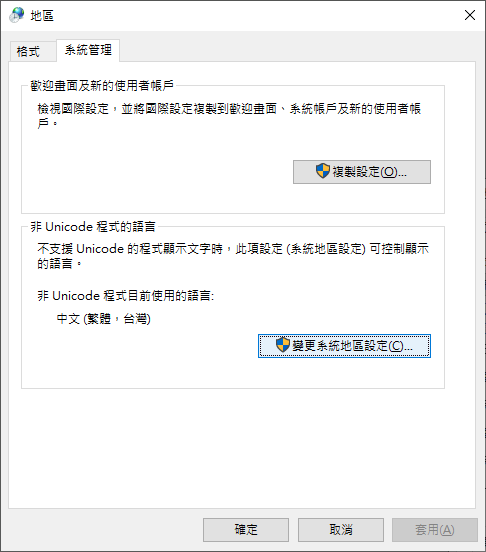 地區
格式
系統管理
歡迎畫面及新的使用者帳戶
檢視國際設定，並將國際設定複製到歡迎畫面、系統帳戶及新的使用者帳
戶。
複製設定(O)...
非 Unicode 程式的語言
不支援 Unicode 的程式顯示文字時，此項設定 (系統地區設定) 可控制顯示
的語言。
非 Unicode 程式目前使用的語言:
中文 (繁體，台灣)
變更系統地區設定(C)...
確定
取消
套用(A)